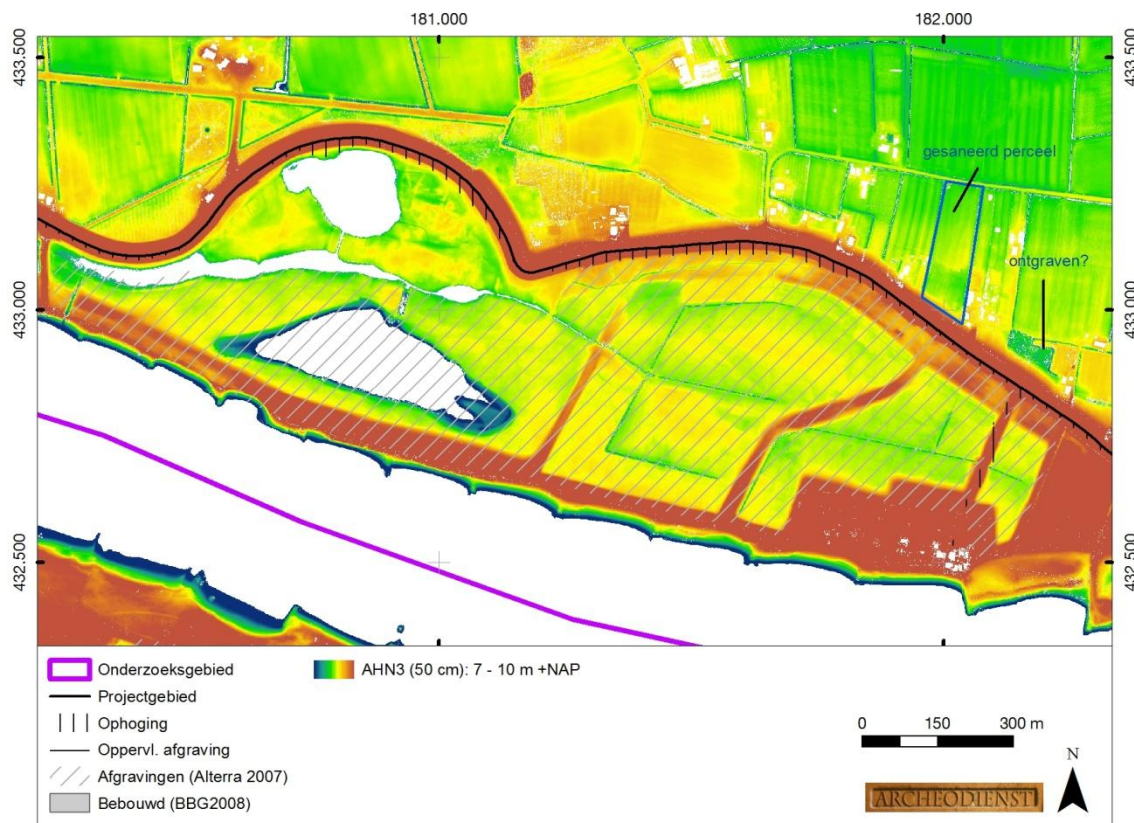 181.000
182.000
433.500
433.500
gesaneerd perceel
ontgraven?
433.000
433.000
432.500
432.500
Onderzoeksgebied
AHN3 (50 cm): 7 - 10 m +NAP
Projectgebied
Ophoging
Oppervl. afgraving
Afgravingen (Alterra 2007)
Bebouwd (BBG2008)
0 150 300 m
N
ARCHEODIENST